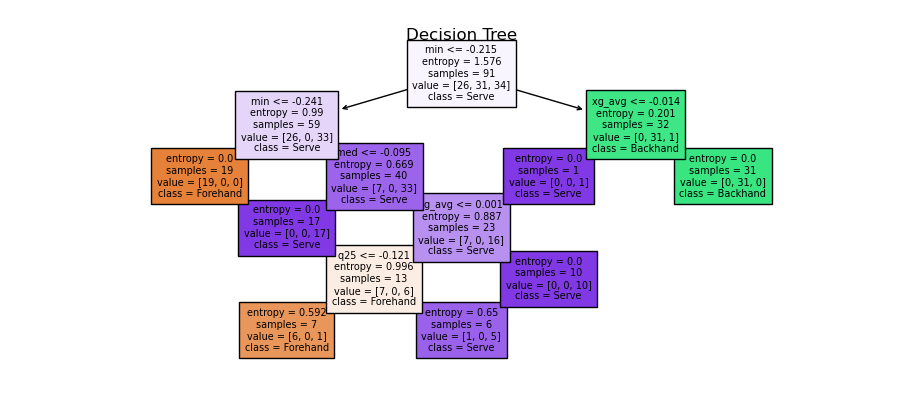 Decision Tree
min <= -0.215
entropy = 1.576
samples = 91
value = [26, 31, 34]
class = Serve
min <= -0.241
entropy = 0.99
samples = 59
value = [26, 0, 33]
class = Serve
xg_avg <= -0.014
entropy = 0.201
samples = 32
value = [0, 31, 1]
class = Backhand
entropy = 0.0
samples = 19
value = [19, 0, 0]
class = Forehand
med <= -0.095
entropy = 0.669
samples = 40
value = [7, 0, 33]
class = Serve
entropy = 0.0
samples = 1
value = [0, 0, 1]
class = Serve
entropy = 0.0
samples = 31
value = [0, 31, 0]
class = Backhand
entropy = 0.0
samples = 17
value = [0, 0, 17]
class = Serve
g_avg <= 0.001
entropy = 0.887
samples = 23
value = [7, 0, 16]
class = Serve
q25 <= -0.121
entropy = 0.996
samples = 13
value = [7, 0, 6]
class = Forehand
entropy = 0.0
samples = 10
value = [0, 0, 10]
class = Serve
entropy = 0.592
samples = 7
value = [6, 0, 1]
class = Forehand
entropy = 0.65
samples = 6
value = [1, 0, 5]
class = Serve